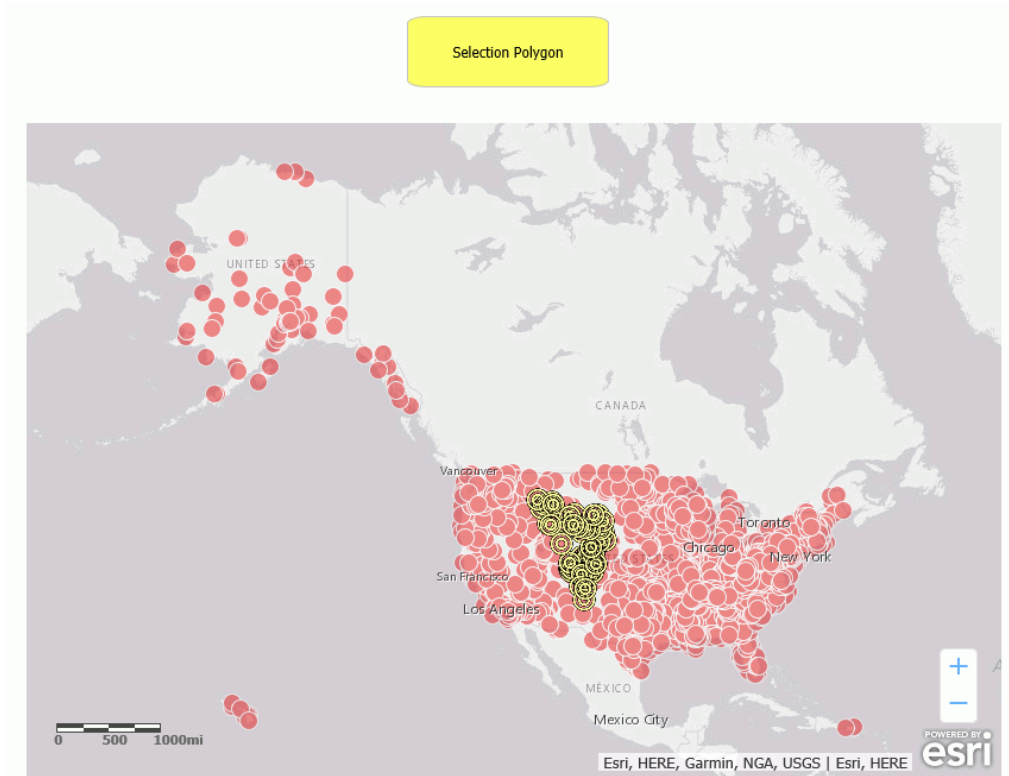 Selection Polygon
UNITED STATES
CANADA
Vancouver
Toronto
Chicago
New York
San Francisco
Los Angeles
MÉXICO
Mexico City
0 500 1000mi
+
−
POWERED BY
esri
Esri, HERE, Garmin, NGA, USGS | Esri, HERE